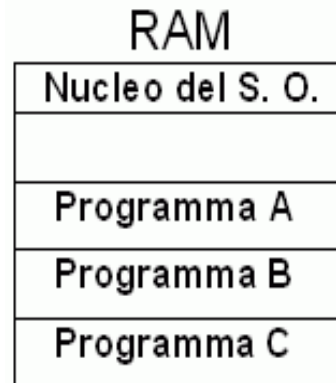 RAM
Nucleo del S. O.
Programma A
Programma B
Programma C